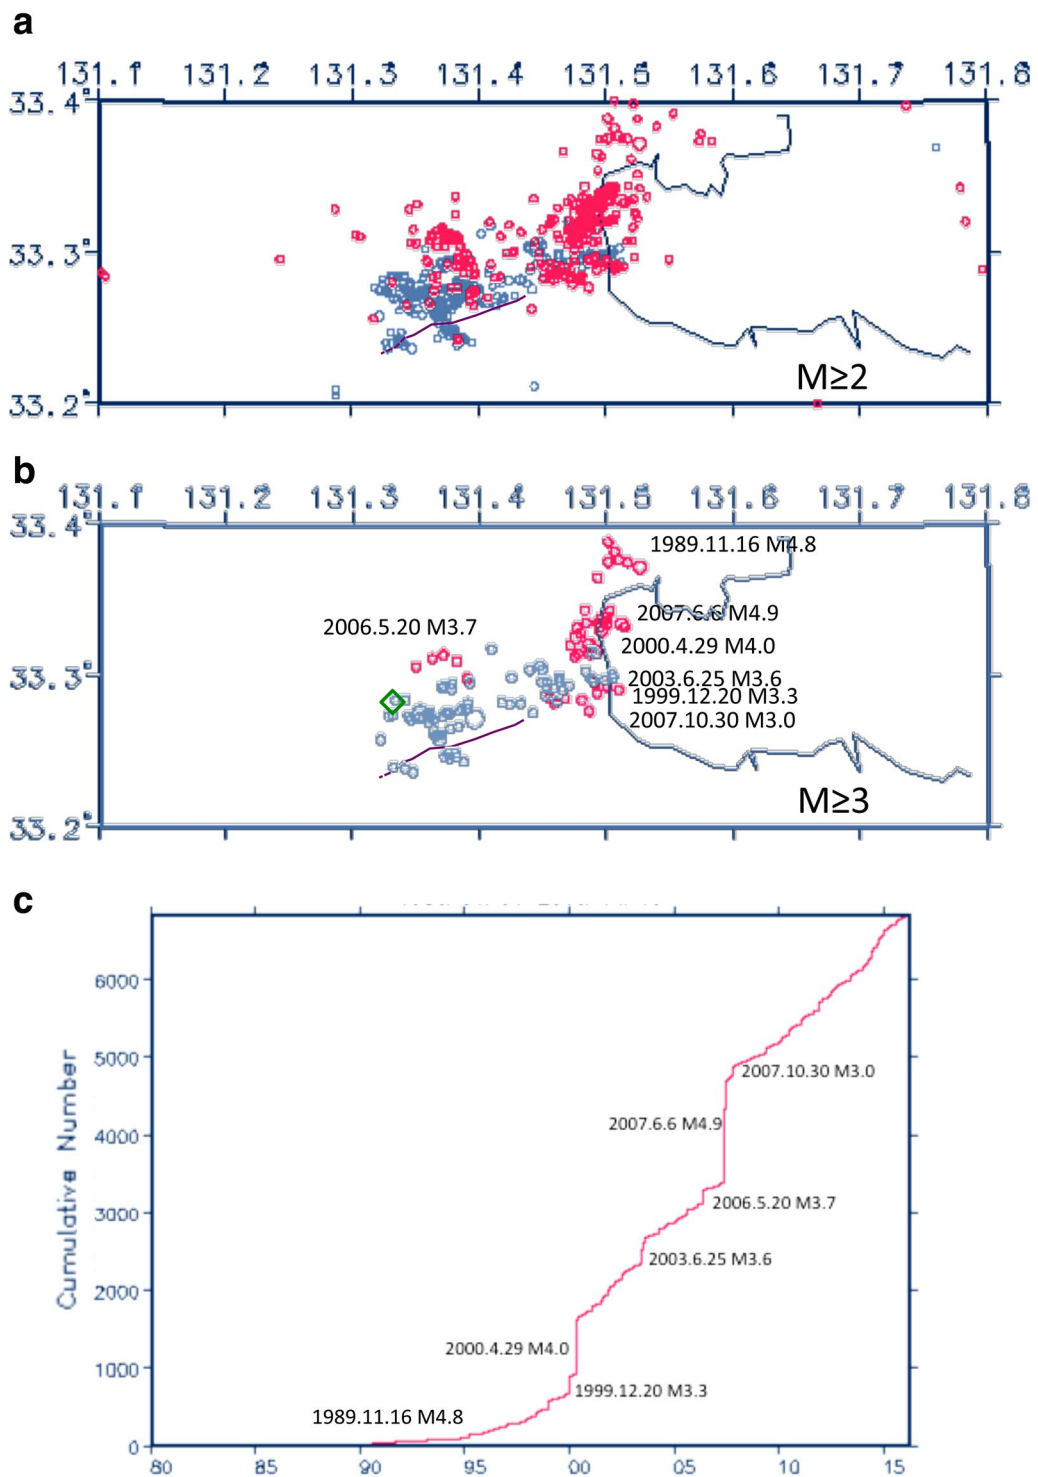 a
131.f 131.2 131.3 131.4 131.5 131.6 131.7 131.8
33.4°
33.3°
M≥2
33.2°
b
131.f 131.2 131.3 131.4 131.5 131.6 131.7 131.8
33.4°
1989.11.16 M4.8
2007.6.6 M4.9
2006.5.20 M3.7
2000.4.29 M4.0
33.3°
2003.6.25 M3.6
1999.12.20 M3.3
2007.10.30 M3.0
M≥3
33.2°
c
6000
5000
2007.10.30 M3.0
2007.6.6 M4.9
4000
3000
2006.5.20 M3.7
2003.6.25 M3.6
2000
2000.4.29 M4.0
1000
1999.12.20 M3.3
1989.11.16 M4.8
0
Cumulative Number
80 85 90 95 00 05 10 15